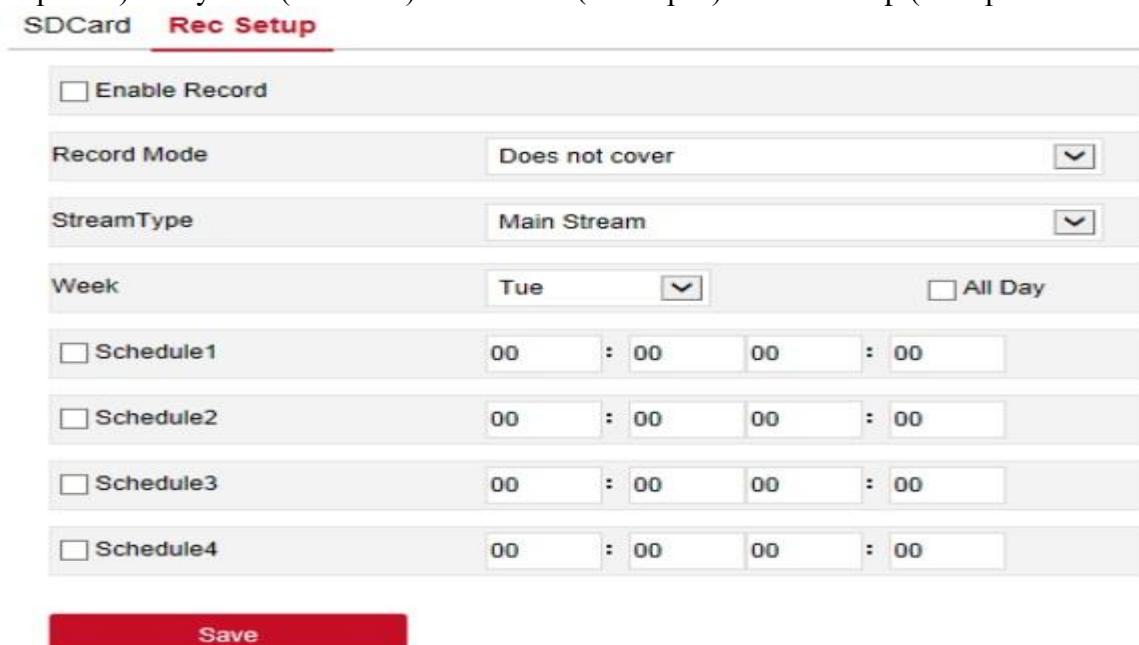 SDCard Rec Setup
Enable Record
Record Mode Does not cover
StreamType Main Stream
Week Tue All Day
Schedule1 00 : 00 00 : 00
Schedule2 00 : 00 00 : 00
Schedule3 00 : 00 00 : 00
Schedule4 00 : 00 00 : 00
Save